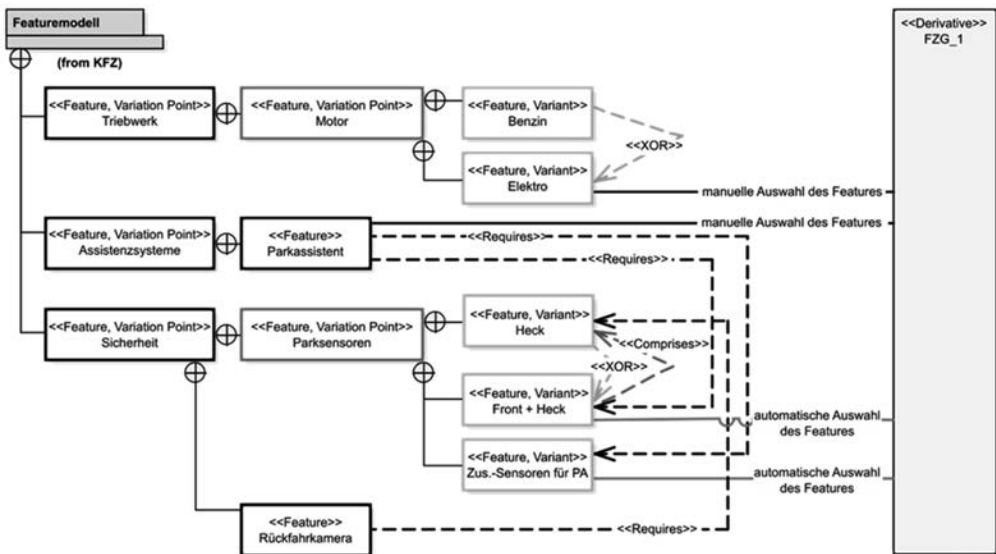 Featuremodell
(from KFZ)
<<Derivative>>
FZG_1
<<Feature, Variation Point>>
Triebwerk
<<Feature, Variation Point>>
Motor
<<Feature, Variant>>
Benzin
<<XOR>>
<<Feature, Variant>>
Elektro
manuelle Auswahl des Features
<<Feature, Variation Point>>
Assistenzsysteme
<<Feature>>
Parkassistent
manuelle Auswahl des Features
<<Requires>>
<<Requires>>
<<Feature, Variation Point>>
Sicherheit
<<Feature, Variation Point>>
Parksensoren
<<Feature, Variant>>
Heck
<<Comprises>>
<<XOR>>
<<Feature, Variant>>
Front + Heck
automatische Auswahl
des Features
<<Feature, Variant>>
Zus.-Sensoren für PA
automatische Auswahl
des Features
<<Feature>>
Rückfahrkamera
<<Requires>>